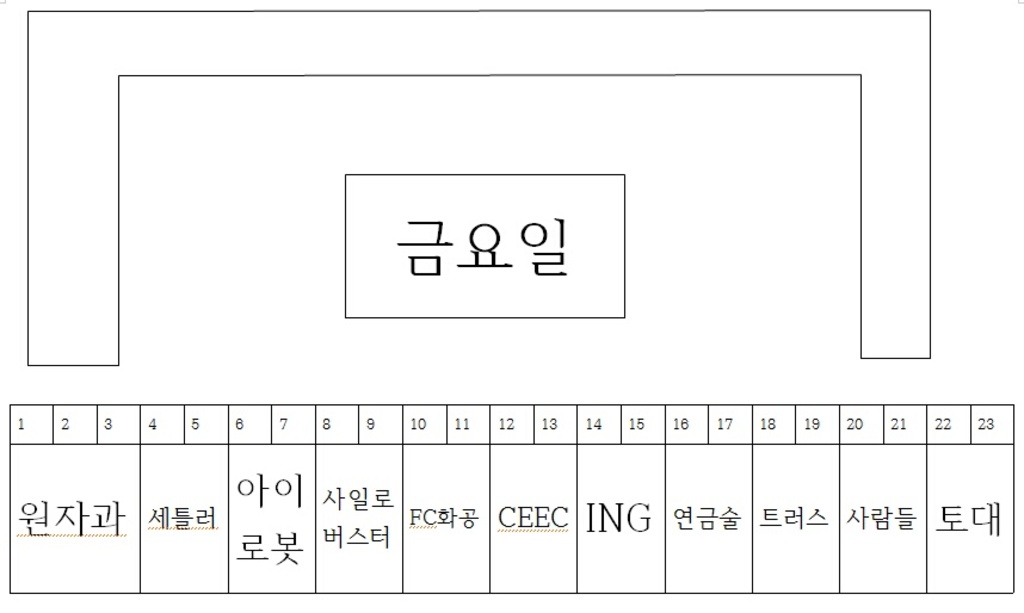 금요일
1 2 3 4 5 6 7 8 9 10 11 12 13 14 15 16 17 18 19 20 21 22 23
원자과 세틀러 아이로봇 사일로버스터 FC화공 CEEC ING 연금술 트러스 사람들 토대